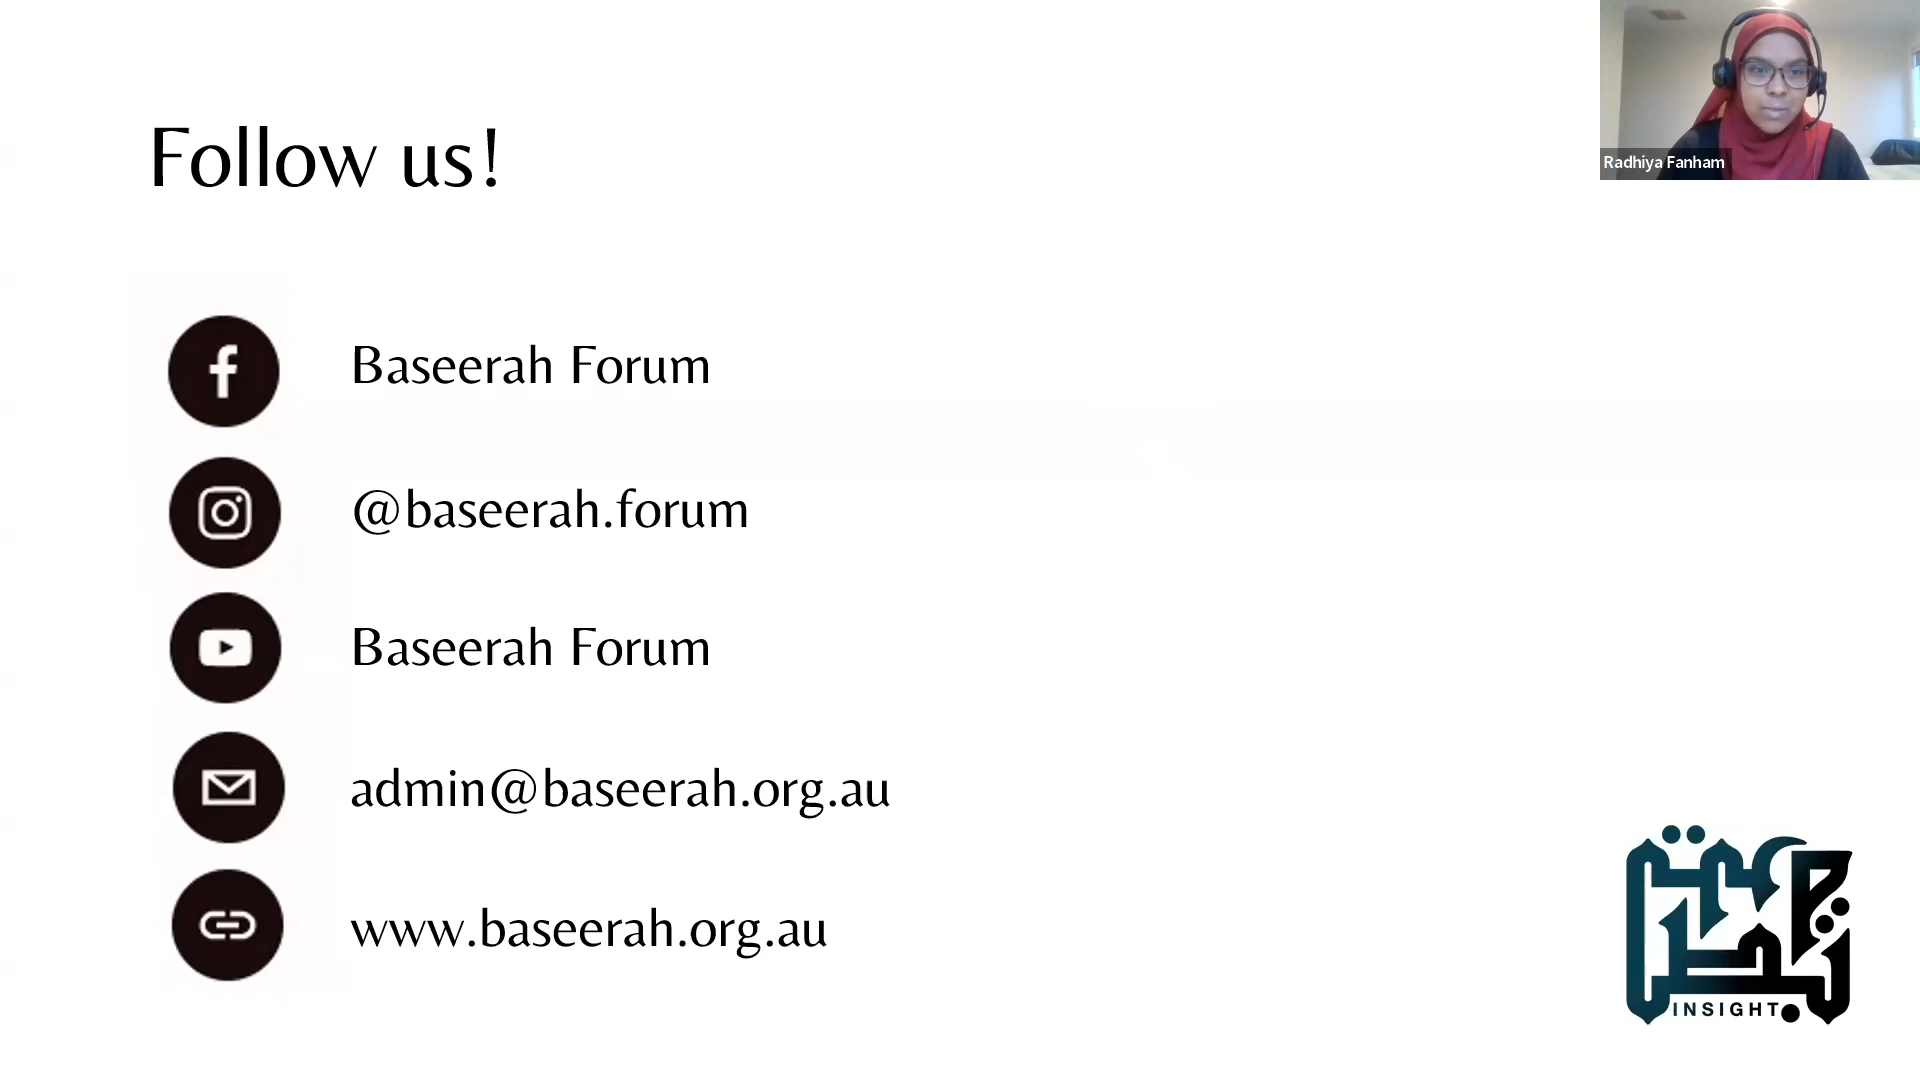 Follow us!
Radhiya Fanham
Baseerah Forum
@baseerah.forum
Baseerah Forum
admin@baseerah.org.au
www.baseerah.org.au
INSIGHT